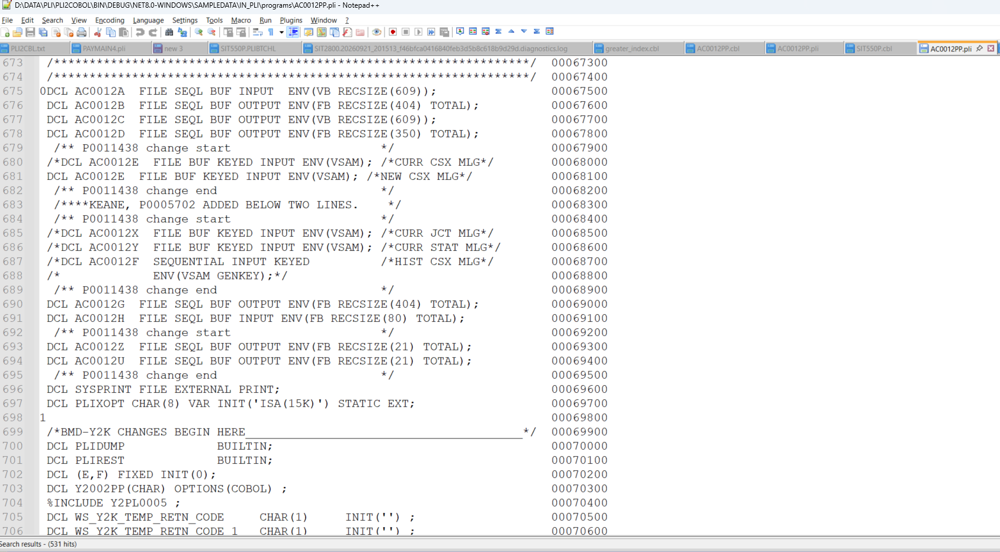 D:\DATA\PLI\PLI2COBOL\BIN\DEBUG\NET8.0-WINDOWS\SAMPLEDATA\IN_PLI\programs\AC0012PP.pli - Notepad++
File Edit Search View Encoding Language Settings Tools Macro Run Plugins Window ?
PLI2CBL.txt PAYMAIN4.pli new 3 SIT550P.PLIBTCHL SIT2800.20260921_201513_f46bfca0416840feb3d5b8c618b9d29d.diagnostics.log greater_index.cbl AC0012PP.cbl AC0012PP.pli SIT550P.cbl AC0012PP.pli
673 /*******************************************************************/ 00067300
674 /*******************************************************************/ 00067400
675 0DCL AC0012A  FILE SEQL BUF INPUT  ENV(VB RECSIZE(609)); 00067500
676 DCL AC0012B  FILE SEQL BUF OUTPUT ENV(FB RECSIZE(404) TOTAL); 00067600
677 DCL AC0012C  FILE SEQL BUF OUTPUT ENV(VB RECSIZE(609)); 00067700
678 DCL AC0012D  FILE SEQL BUF OUTPUT ENV(FB RECSIZE(350) TOTAL); 00067800
679 /** P0011438 change start */ 00067900
680 /*DCL AC0012E  FILE BUF KEYED INPUT ENV(VSAM); /*CURR CSX MLG*/ 00068000
681 DCL AC0012E  FILE BUF KEYED INPUT ENV(VSAM); /*NEW CSX MLG*/ 00068100
682 /** P0011438 change end */ 00068200
683 /****KEANE, P0005702 ADDED BELOW TWO LINES. */ 00068300
684 /** P0011438 change start */ 00068400
685 /*DCL AC0012X  FILE BUF KEYED INPUT ENV(VSAM); /*CURR JCT MLG*/ 00068500
686 /*DCL AC0012Y  FILE BUF KEYED INPUT ENV(VSAM); /*CURR STAT MLG*/ 00068600
687 /*DCL AC0012F  SEQUENTIAL INPUT KEYED /*HIST CSX MLG*/ 00068700
688 /* ENV(VSAM GENKEY);*/ 00068800
689 /** P0011438 change end */ 00068900
690 DCL AC0012G  FILE SEQL BUF OUTPUT ENV(FB RECSIZE(404) TOTAL); 00069000
691 DCL AC0012H  FILE SEQL BUF INPUT ENV(FB RECSIZE(80) TOTAL); 00069100
692 /** P0011438 change start */ 00069200
693 DCL AC0012Z  FILE SEQL BUF OUTPUT ENV(FB RECSIZE(21) TOTAL); 00069300
694 DCL AC0012U  FILE SEQL BUF OUTPUT ENV(FB RECSIZE(21) TOTAL); 00069400
695 /** P0011438 change end */ 00069500
696 DCL SYSPRINT FILE EXTERNAL PRINT; 00069600
697 DCL PLIXOPT CHAR(8) VAR INIT('ISA(15K)') STATIC EXT; 00069700
698 1 00069800
699 /*BMD-Y2K CHANGES BEGIN HERE_______________________________________*/ 00069900
700 DCL PLIDUMP BUILTIN; 00070000
701 DCL PLIREST BUILTIN; 00070100
702 DCL (E,F) FIXED INIT(0); 00070200
703 DCL Y2002PP(CHAR) OPTIONS(COBOL) ; 00070300
704 %INCLUDE Y2PL0005 ; 00070400
705 DCL WS_Y2K_TEMP_RETN_CODE CHAR(1) INIT('') ; 00070500
706 DCL WS_Y2K_TEMP_RETN_CODE_1 CHAR(1) INIT('') ; 00070600
Search results - (531 hits)